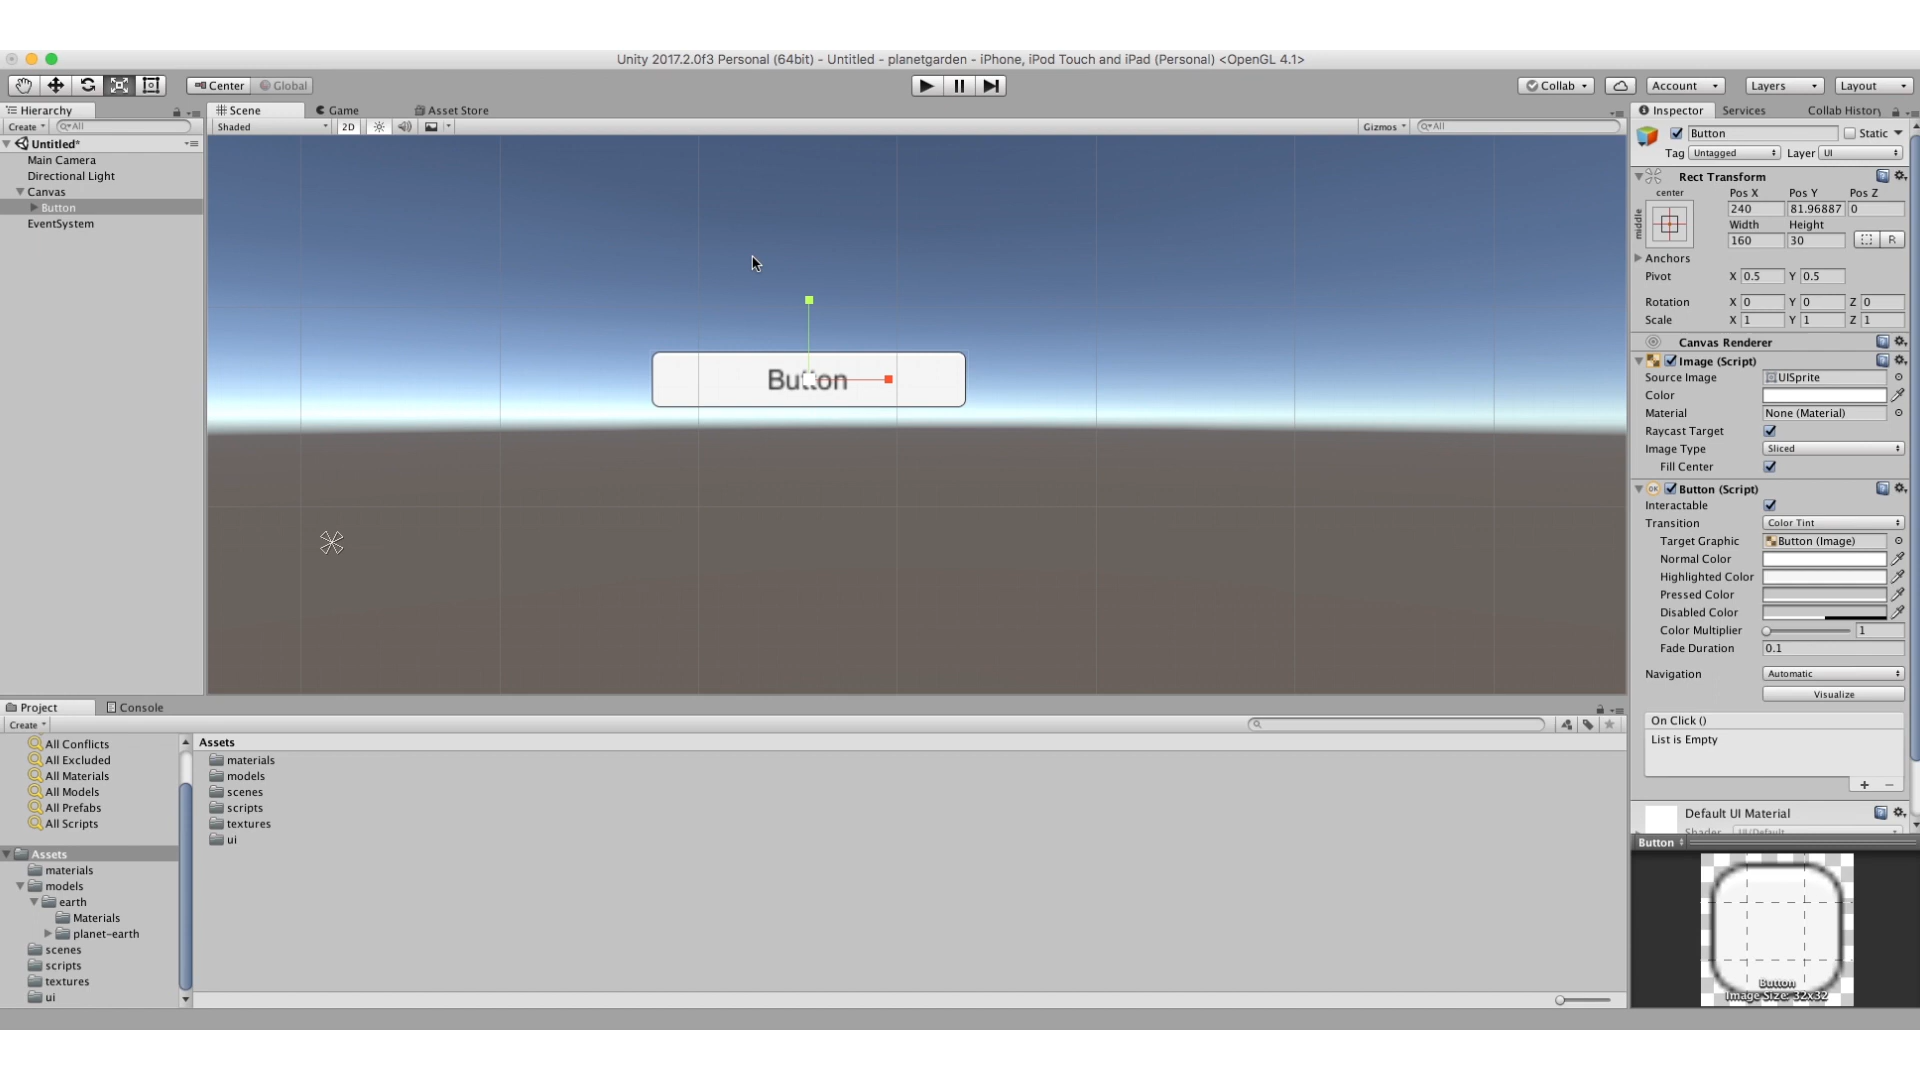 Unity 2017.2.0f3 Personal (64bit) - Untitled - planetgarden - iPhone, iPod Touch and iPad (Personal) <OpenGL 4.1>
Center Global Collab Account Layers Layout
Hierarchy
Create All
Untitled*
Main Camera
Directional Light
Canvas
Button
EventSystem
Scene Game Asset Store
Shaded 2D Gizmos All
Button
Inspector Services Collab History
Button Static
Tag Untagged Layer UI
Rect Transform
center Pos X Pos Y Pos Z
middle 240 81.96887 0
Width Height
160 30 R
Anchors
Pivot X 0.5 Y 0.5
Rotation X 0 Y 0 Z 0
Scale X 1 Y 1 Z 1
Canvas Renderer
Image (Script)
Source Image UISprite
Color
Material None (Material)
Raycast Target
Image Type Sliced
Fill Center
Button (Script)
Interactable
Transition Color Tint
Target Graphic Button (Image)
Normal Color
Highlighted Color
Pressed Color
Disabled Color
Color Multiplier 1
Fade Duration 0.1
Navigation Automatic
Visualize
On Click ()
List is Empty
Default UI Material
Shader UI/Default
Button
Button
Image Size: 32x32
Project Console
Create
All Conflicts
All Excluded
All Materials
All Models
All Prefabs
All Scripts
Assets
materials
models
earth
Materials
planet-earth
scenes
scripts
textures
ui
Assets
materials
models
scenes
scripts
textures
ui